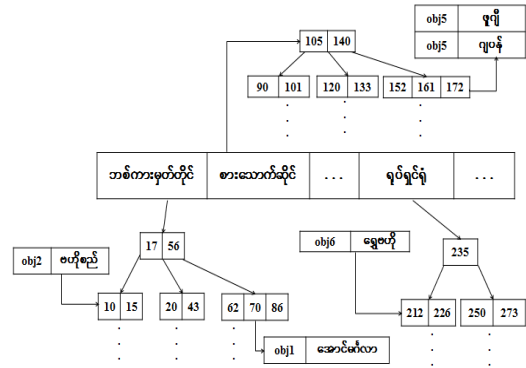 obj5 ဖူဂျီ
105 140
obj5 ဂျပန်
90 101 120 133 152 161 172
ဘစ်ကားမှတ်တိုင် စားသောက်ဆိုင် ... ရုပ်ရှင်ရုံ ...
17 56
obj6 ရွှေဗဟို
235
obj2 ဗဟိုစည်
10 15 20 43 62 70 86
212 226 250 273
obj1 အောင်မင်္ဂလာ